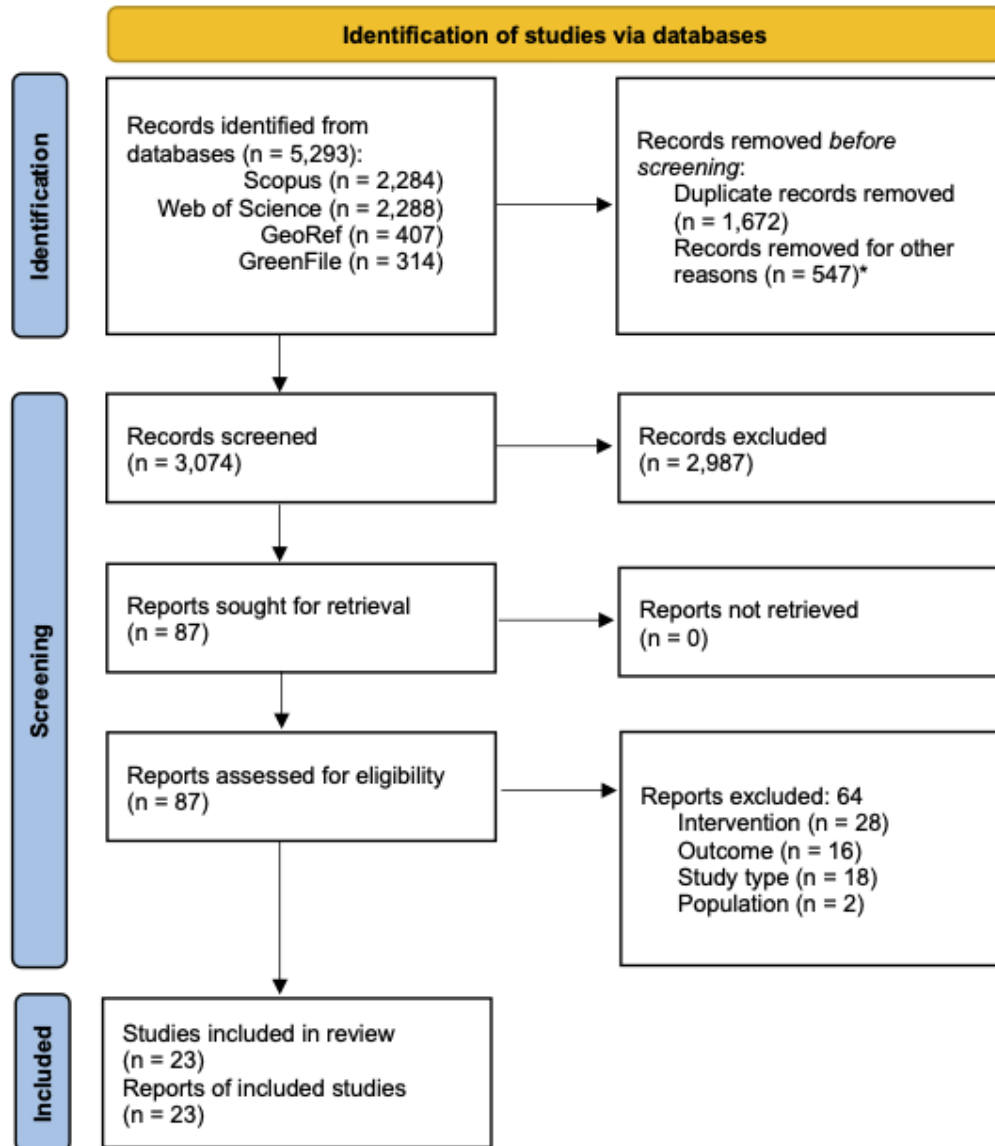 Identification of studies via databases
Identification
Records identified from
databases (n = 5,293):
Scopus (n = 2,284)
Web of Science (n = 2,288)
GeoRef (n = 407)
GreenFile (n = 314)
Records removed before
screening:
Duplicate records removed
(n = 1,672)
Records removed for other
reasons (n = 547)*
Screening
Records screened
(n = 3,074)
Records excluded
(n = 2,987)
Reports sought for retrieval
(n = 87)
Reports not retrieved
(n = 0)
Reports assessed for eligibility
(n = 87)
Reports excluded: 64
Intervention (n = 28)
Outcome (n = 16)
Study type (n = 18)
Population (n = 2)
Included
Studies included in review
(n = 23)
Reports of included studies
(n = 23)